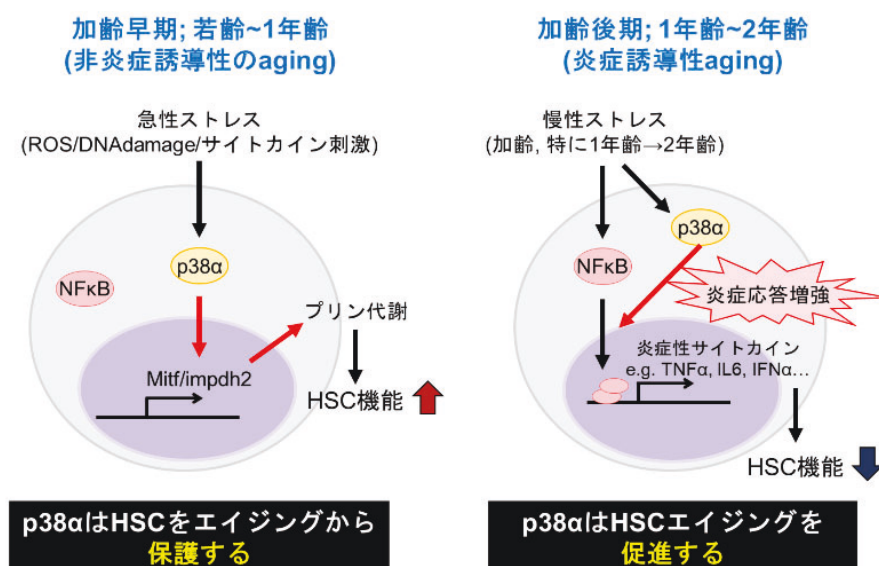 加齢早期; 若齢~1年齢
(非炎症誘導性のaging)
急性ストレス
(ROS/DNAdamage/サイトカイン刺激)
p38α
NFκB
プリン代謝
Mitf/impdh2
HSC機能
p38αはHSCをエイジングから
保護する
加齢後期; 1年齢~2年齢
(炎症誘導性aging)
慢性ストレス
(加齢, 特に1年齢→2年齢)
p38α
NFκB
炎症応答増強
炎症性サイトカイン
e.g. TNFα, IL6, IFNα…
HSC機能
p38αはHSCエイジングを
促進する